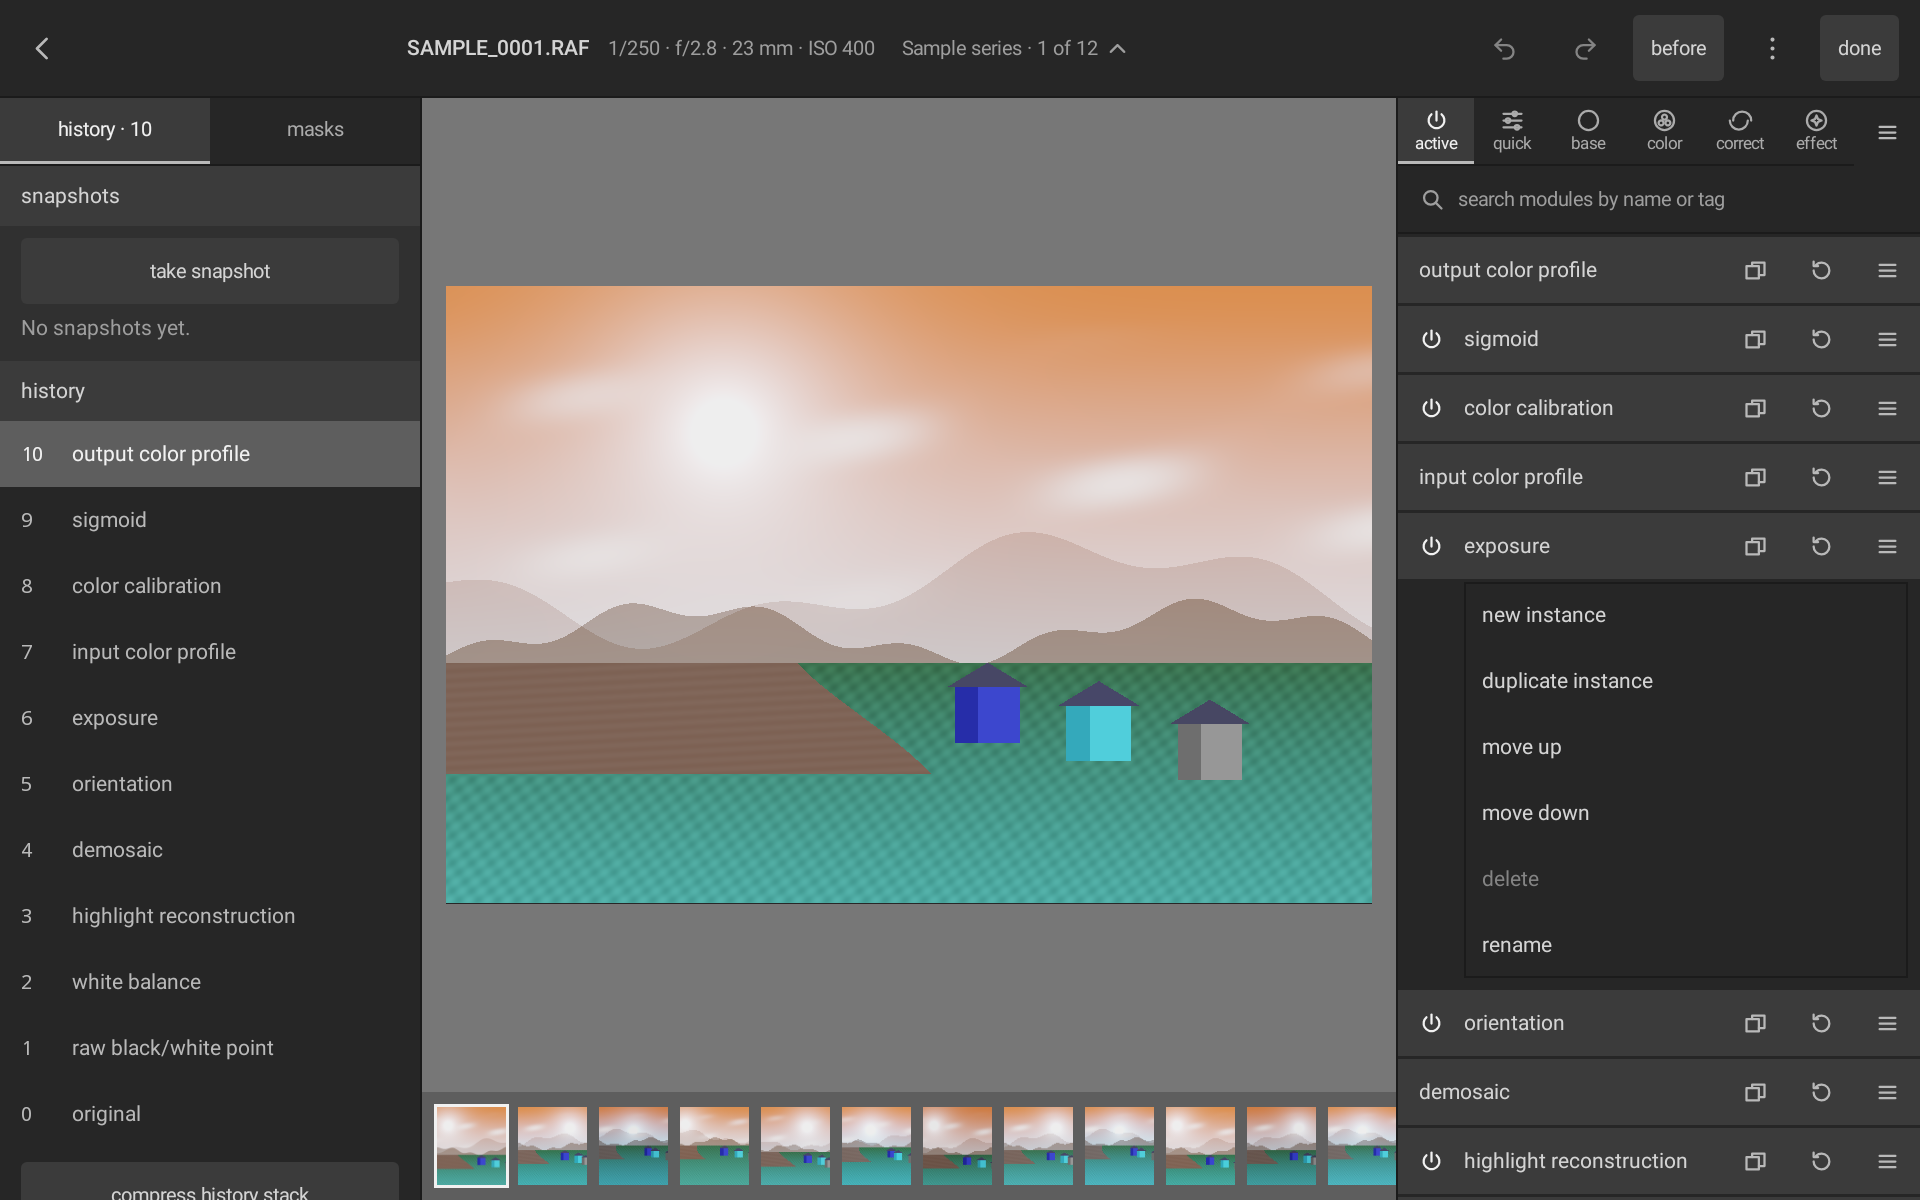 SAMPLE_0001.RAF 1/250 · f/2.8 · 23 mm · ISO 400 Sample series · 1 of 12
before
done
history · 10
masks
snapshots
take snapshot
No snapshots yet.
history
10 output color profile
9 sigmoid
8 color calibration
7 input color profile
6 exposure
5 orientation
4 demosaic
3 highlight reconstruction
2 white balance
1 raw black/white point
0 original
compress history stack
active
quick
base
color
correct
effect
search modules by name or tag
output color profile
sigmoid
color calibration
input color profile
exposure
new instance
duplicate instance
move up
move down
delete
rename
orientation
demosaic
highlight reconstruction